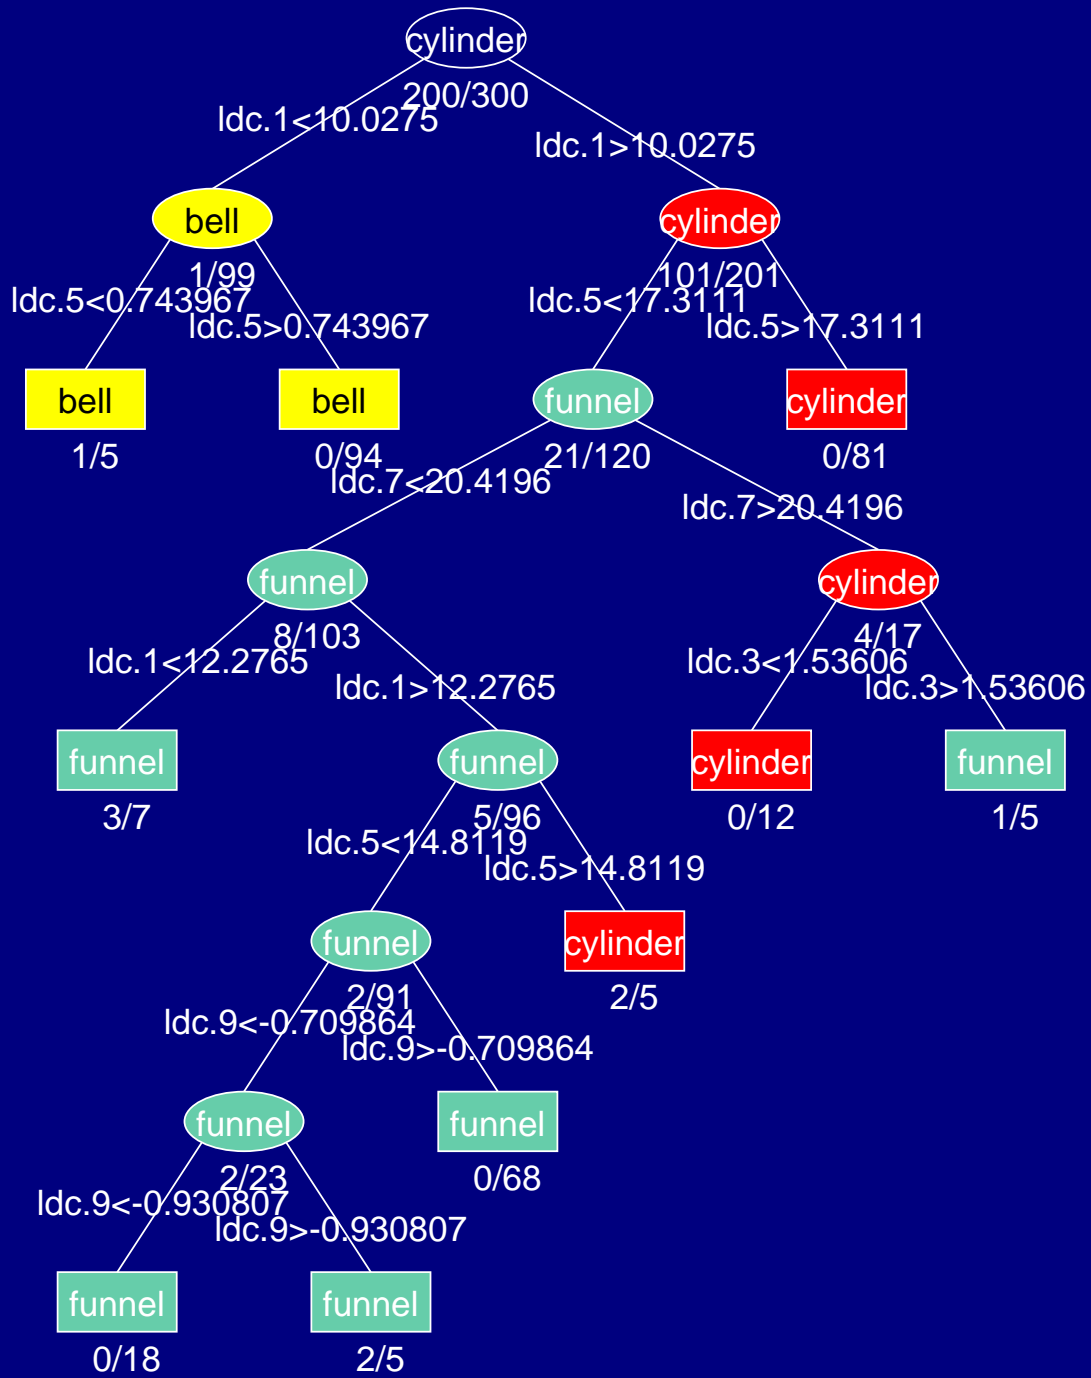 cylinder
200/300
ldc.1<10.0275
ldc.1>10.0275
bell
1/99
cylinder
101/201
ldc.5<0.743967
ldc.5>0.743967
ldc.5<17.3111
ldc.5>17.3111
bell
1/5
bell
0/94
funnel
21/120
cylinder
0/81
ldc.7<20.4196
ldc.7>20.4196
funnel
8/103
cylinder
4/17
ldc.1<12.2765
ldc.1>12.2765
ldc.3<1.53606
ldc.3>1.53606
funnel
3/7
funnel
5/96
cylinder
0/12
funnel
1/5
ldc.5<14.8119
ldc.5>14.8119
funnel
2/91
cylinder
2/5
ldc.9<-0.709864
ldc.9>-0.709864
funnel
2/23
funnel
0/68
ldc.9<-0.930807
ldc.9>-0.930807
funnel
0/18
funnel
2/5